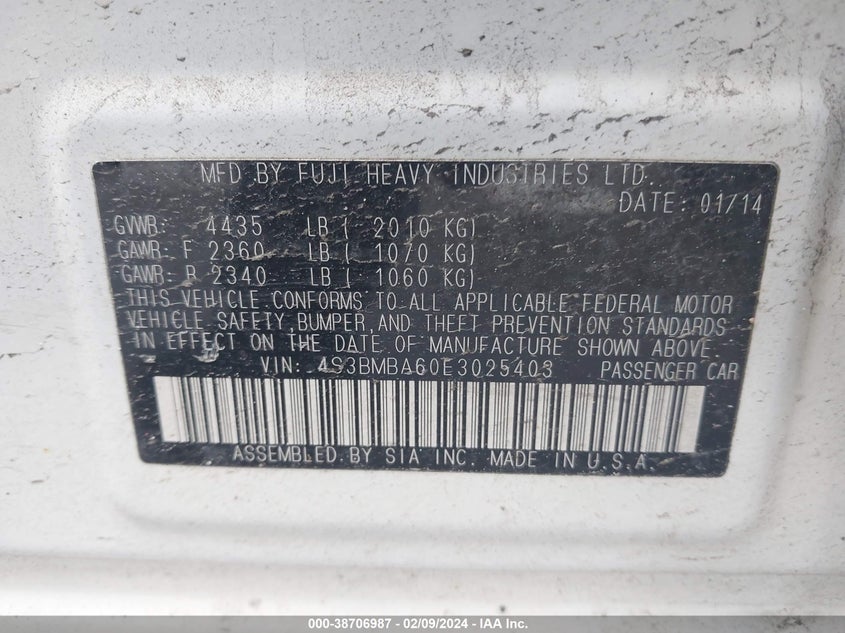 MFD BY FUJI HEAVY INDUSTRIES LTD.
DATE: 01/14
GVWR: 4435 LB ( 2010 KG)
GAWR: F 2360 LB ( 1070 KG)
GAWR: R 2340 LB ( 1060 KG)
THIS VEHICLE CONFORMS TO ALL APPLICABLE FEDERAL MOTOR
VEHICLE SAFETY, BUMPER, AND THEFT PREVENTION STANDARDS
IN EFFECT ON THE DATE OF MANUFACTURE SHOWN ABOVE.
VIN: 4S3BMBA60E3025403 PASSENGER CAR
ASSEMBLED BY SIA INC. MADE IN U.S.A.
000-38706987 - 02/09/2024 - IAA Inc.